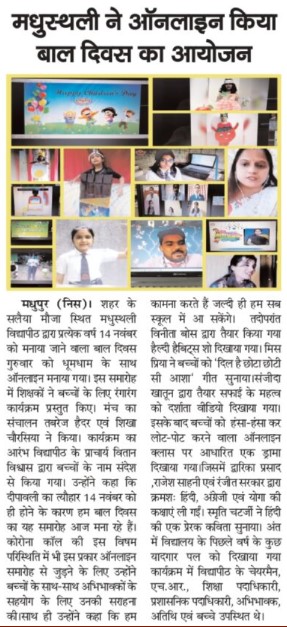 मधुस्थली ने ऑनलाइन किया
बाल दिवस का आयोजन
Happy Children's Day
मधुपुर (निस)। शहर के
सलैया मौजा स्थित मधुस्थली
विद्यापीठ द्वारा प्रत्येक वर्ष 14 नवंबर
को मनाया जाने वाला बाल दिवस
गुरुवार को धूमधाम के साथ
ऑनलाइन मनाया गया। इस समारोह
में शिक्षकों ने बच्चों के लिए रंगारंग
कार्यक्रम प्रस्तुत किए। मंच का
संचालन तबरेज हैदर एवं शिखा
चौरसिया ने किया। कार्यक्रम का
आरंभ विद्यापीठ के प्राचार्य वितान
विश्वास द्वारा बच्चों के नाम संदेश
से किया गया। उन्होंने कहा कि
दीपावली का त्यौहार 14 नवंबर को
ही होने के कारण हम बाल दिवस
का यह समारोह आज मना रहे हैं।
कोराना कॉल की इस विषम
परिस्थिति में भी इस प्रकार ऑनलाइन
समारोह से जुड़ने के लिए उन्होंने
बच्चों के साथ-साथ अभिभावकों के
सहयोग के लिए उनकी सराहना
की।साथ ही उन्होंने कहा कि हम
कामना करते हैं जल्दी ही हम सब
स्कूल में आ सकेंगे। तदोपरांत
विनीता बोस द्वारा तैयार किया गया
हेल्दी हैबिट्स शो दिखाया गया। मिस
प्रिया ने बच्चों को 'दिल है छोटा छोटी
सी आशा' गीत सुनाया।संजीदा
खातून द्वारा तैयार सफाई के महत्व
को दर्शाता वीडियो दिखाया गया।
इसके बाद बच्चों को हंसा-हंसा कर
लोट-पोट करने वाला ऑनलाइन
क्लास पर आधारित एक ड्रामा
दिखाया गया।जिसमें द्वारिका प्रसाद
,राजेश साहनी एवं रंजीत सरकार द्वारा
क्रमशः हिंदी, अंग्रेजी एवं योगा की
कक्षाएं ली गईं। स्मृति चटर्जी ने हिंदी
की एक प्रेरक कविता सुनाया। अंत
में विद्यालय के पिछले वर्ष के कुछ
यादगार पल को दिखाया गया
कार्यक्रम में विद्यापीठ के चेयरमैन,
एच.आर., शिक्षा पदाधिकारी,
प्रशासनिक पदाधिकारी, अभिभावक,
अतिथि एवं बच्चे उपस्थित थे।